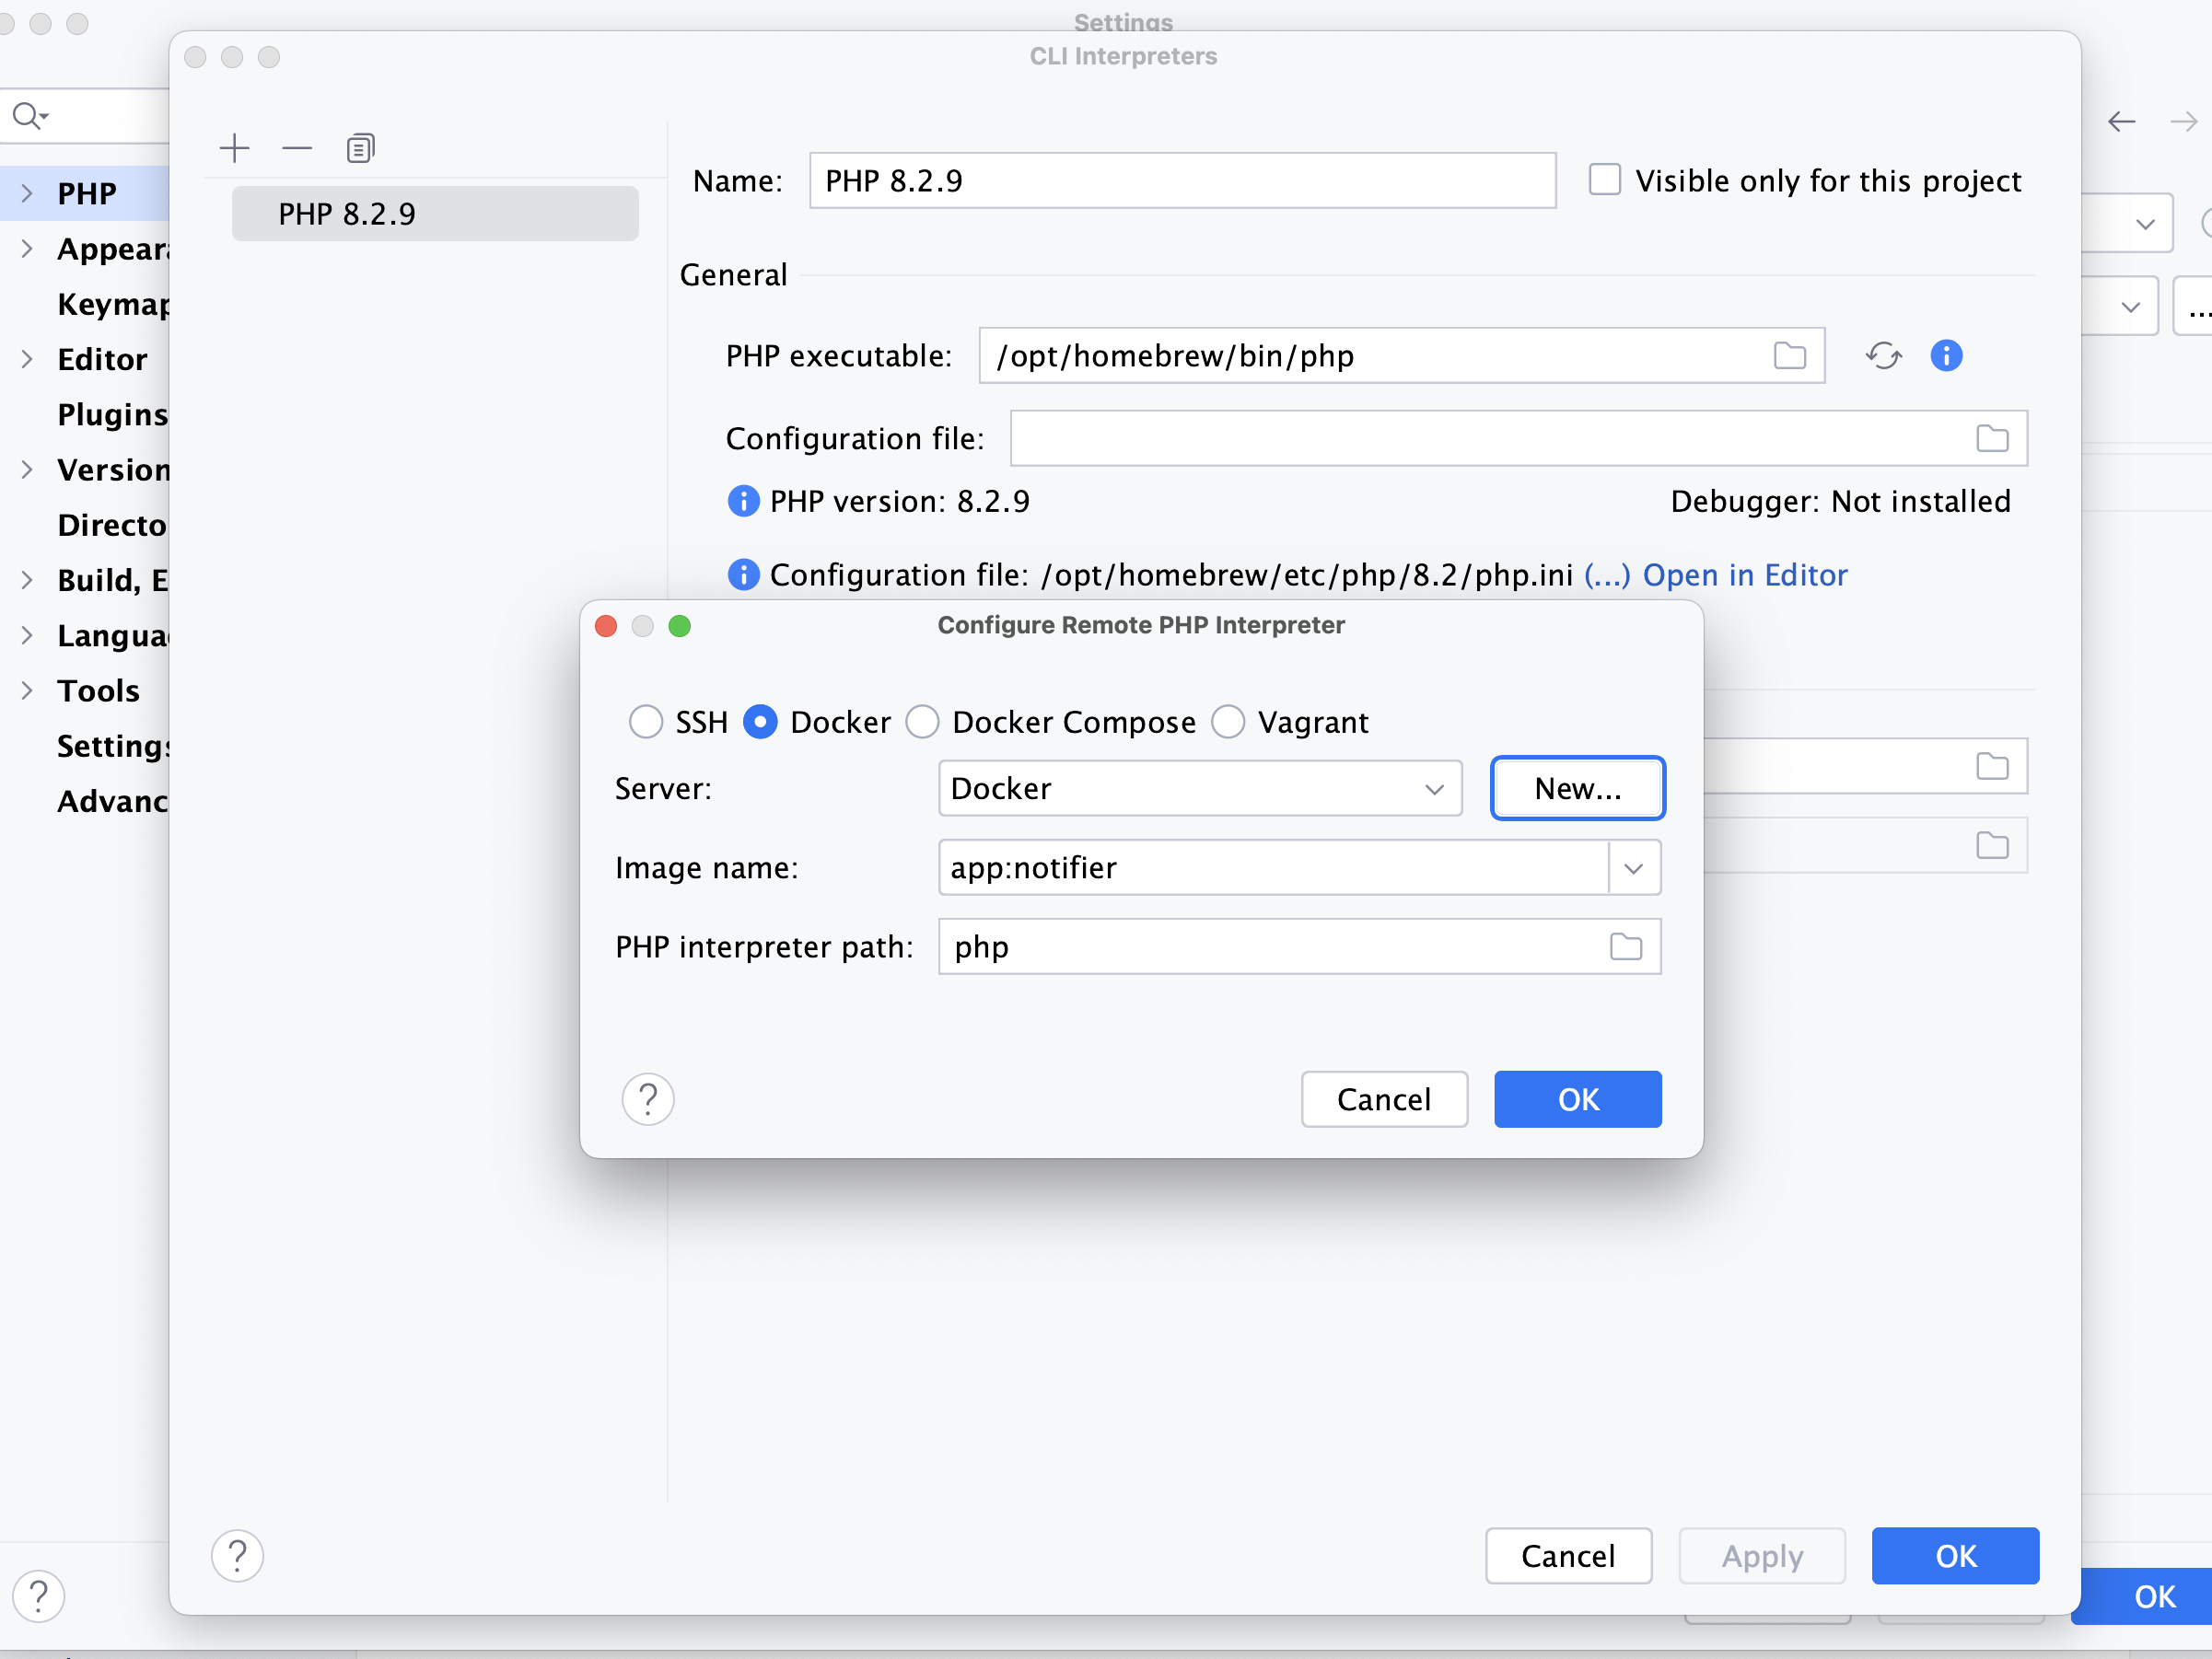 Settings
CLI Interpreters
PHP
Appeara
Keymap
Editor
Plugins
Version
Directo
Build, E
Langua
Tools
Settings
Advanc
PHP 8.2.9
Name: PHP 8.2.9 Visible only for this project
General
PHP executable: /opt/homebrew/bin/php
Configuration file:
PHP version: 8.2.9 Debugger: Not installed
Configuration file: /opt/homebrew/etc/php/8.2/php.ini (...) Open in Editor
...
Configure Remote PHP Interpreter
SSH Docker Docker Compose Vagrant
Server: Docker New...
Image name: app:notifier
PHP interpreter path: php
? Cancel OK
? Cancel Apply OK
? OK